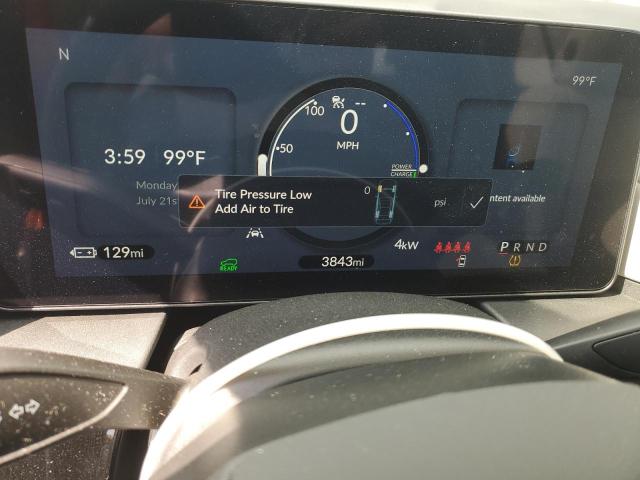 N
99°F
100
--
0
MPH
50
POWER
CHARGE
3:59 99°F
Monday
July 21s
Tire Pressure Low
Add Air to Tire
0
psi
ntent available
129mi
READY
3843mi
4kW
P R N D